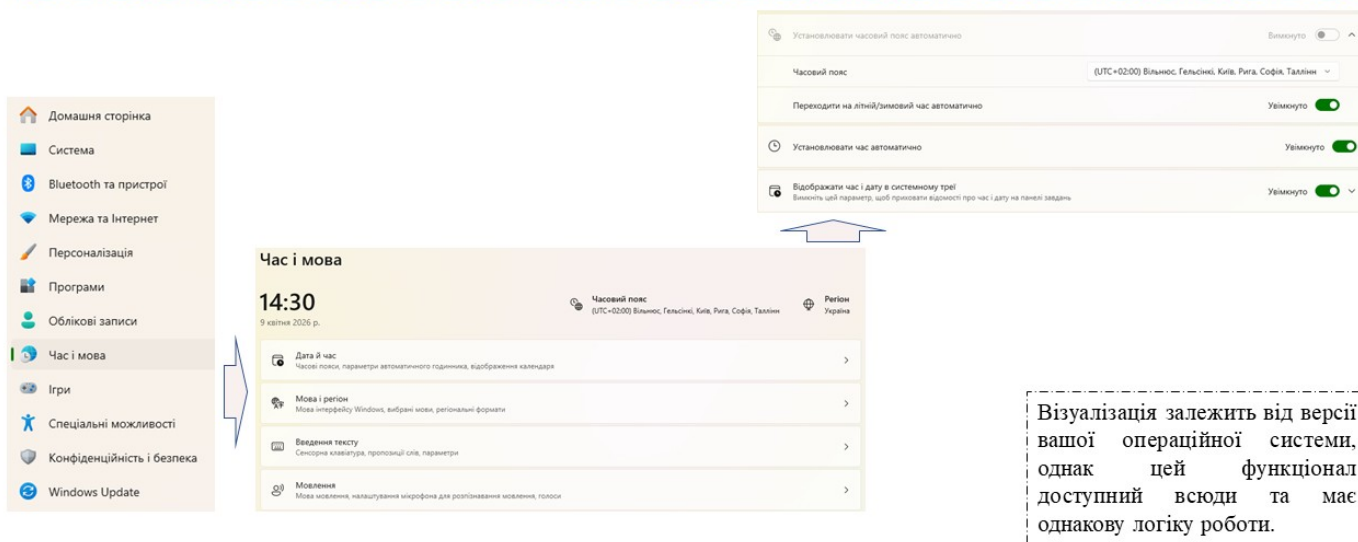 Установлювати часовий пояс автоматично
Вимкнуто
Часовий пояс
(UTC+02:00) Вільнюс, Гельсінкі, Київ, Рига, Софія, Таллінн
Переходити на літній/зимовий час автоматично
Увімкнуто
Установлювати час автоматично
Увімкнуто
Відображати час і дату в системному треї
Увімкнуто
Вимкніть цей параметр, щоб приховати відомості про час і дату на панелі завдань
Домашня сторінка
Система
Bluetooth та пристрої
Мережа та Інтернет
Персоналізація
Програми
Облікові записи
Час і мова
Ігри
Спеціальні можливості
Конфіденційність і безпека
Windows Update
Час і мова
14:30
9 квітня 2026 р.
Часовий пояс
(UTC+02:00) Вільнюс, Гельсінкі, Київ, Рига, Софія, Таллінн
Регіон
Україна
Дата й час
Часові пояси, параметри автоматичного годинника, відображення календаря
Мова і регіон
Мова інтерфейсу Windows, вибрані мови, регіональні формати
Введення тексту
Сенсорна клавіатура, пропозиції слів, параметри
Мовлення
Мова мовлення, налаштування мікрофона для розпізнавання мовлення, голоси
Візуалізація залежить від версії
вашої операційної системи,
однак цей функціонал
доступний всюди та має
однакову логіку роботи.